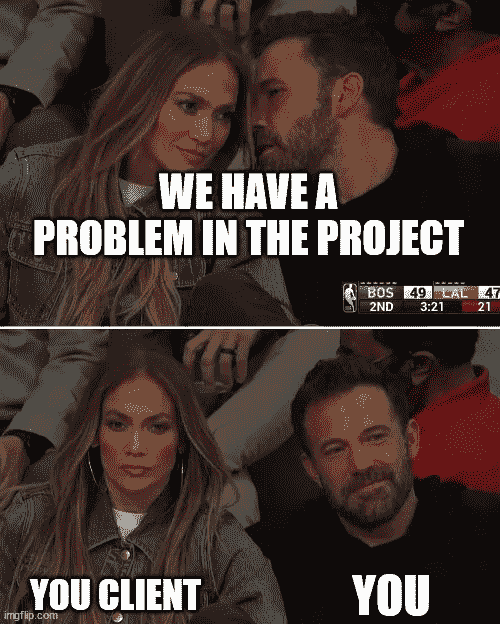 WE HAVE A
PROBLEM IN THE PROJECT
BOS 49 LAL 47
2ND 3:21 21
YOU CLIENT
YOU
imgflip.com